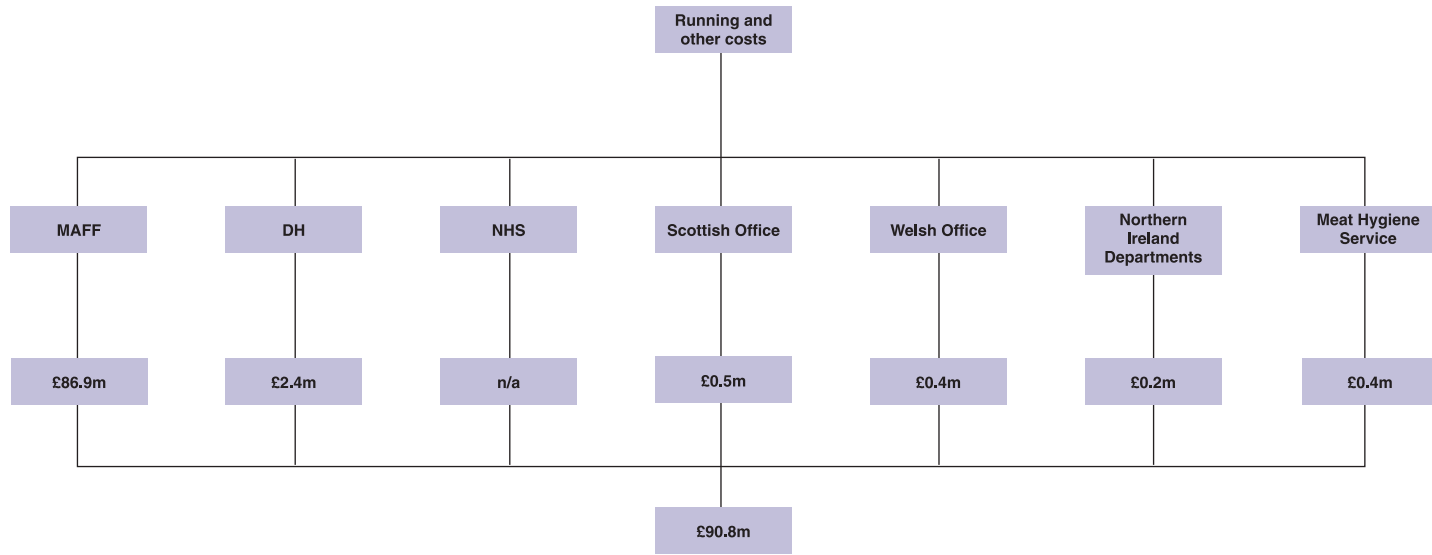 Running and
other costs
MAFF
DH
NHS
Scottish Office
Welsh Office
Northern
Ireland
Departments
Meat Hygiene
Service
£86.9m
£2.4m
n/a
£0.5m
£0.4m
£0.2m
£0.4m
£90.8m